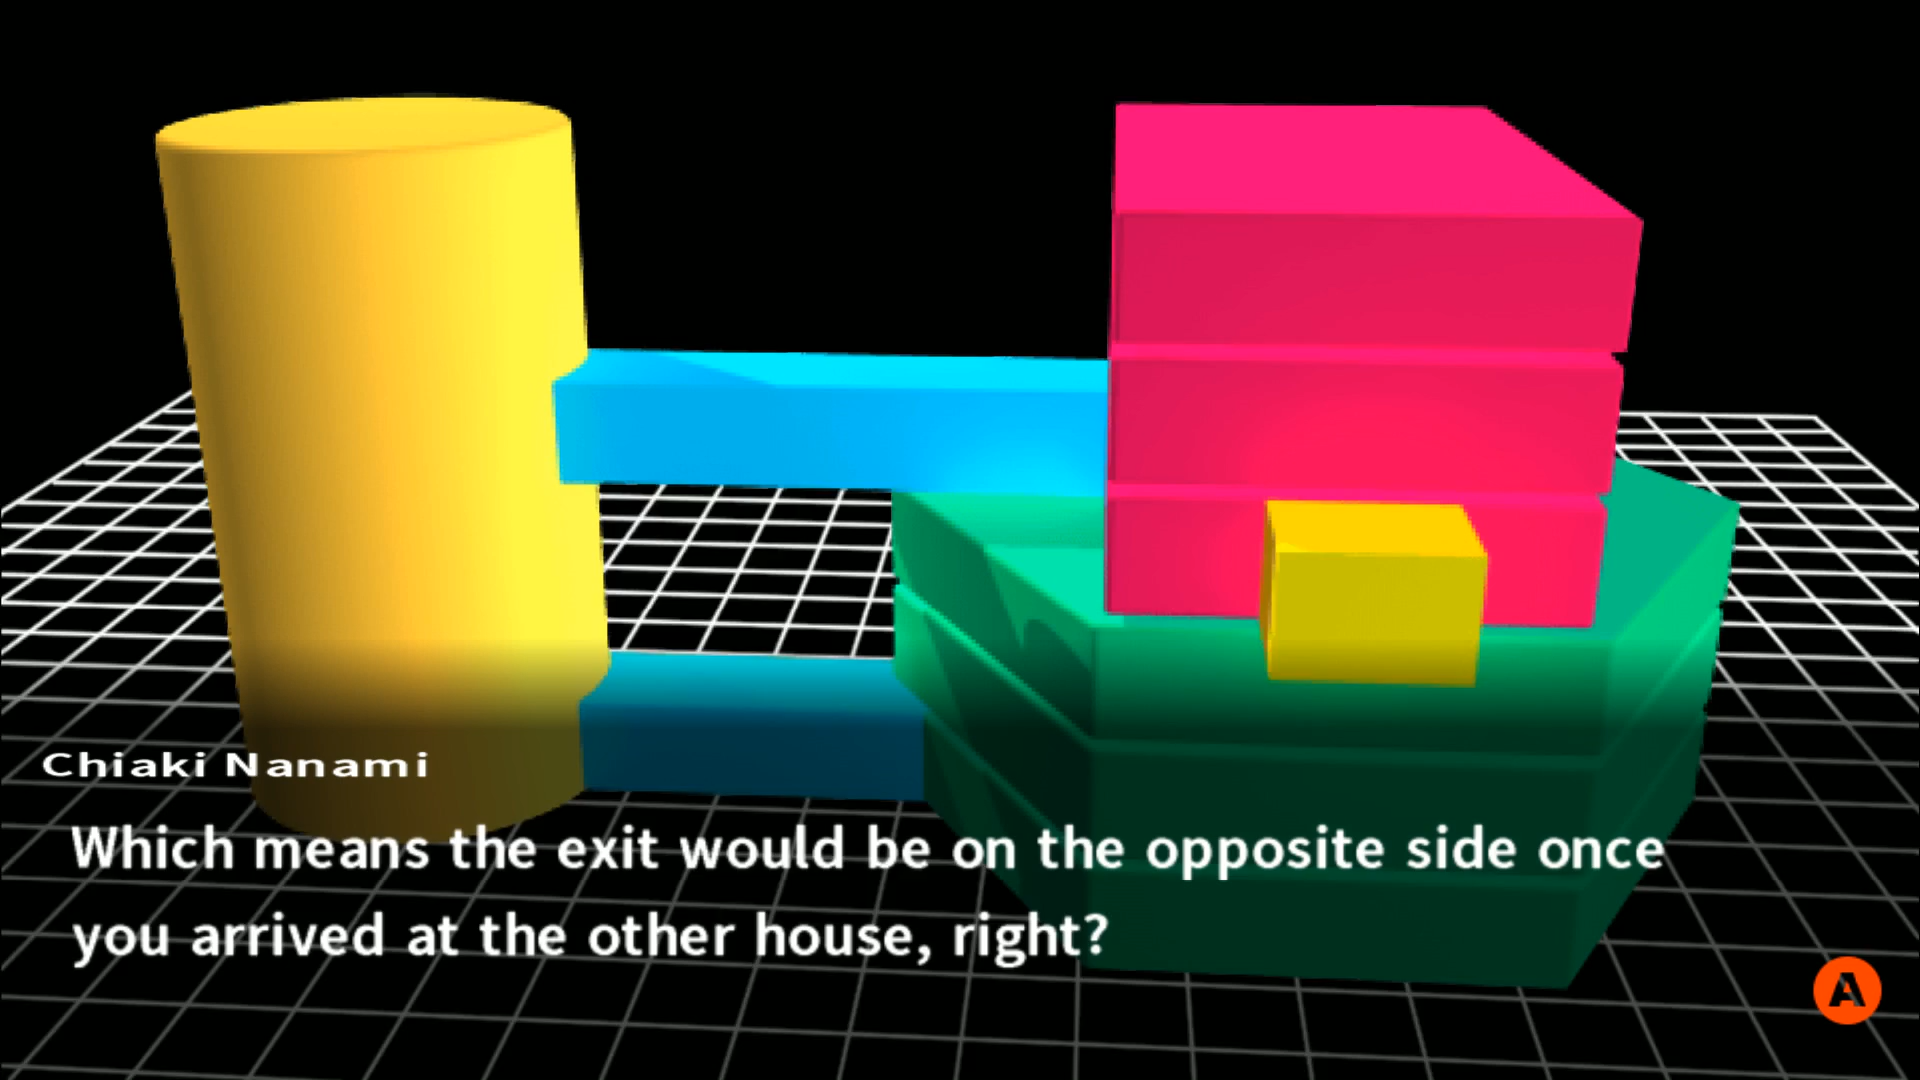 Chiaki Nanami
Which means the exit would be on the opposite side once
you arrived at the other house, right?
A